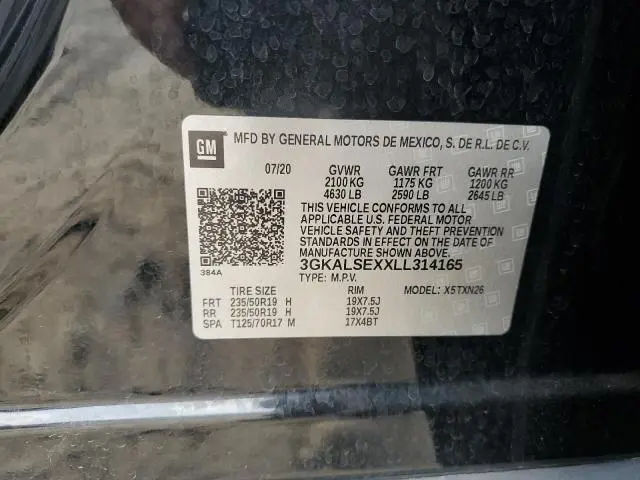 GM MFD BY GENERAL MOTORS DE MEXICO, S. DE R.L. DE C.V.
07/20 GVWR GAWR FRT GAWR RR
2100 KG 1175 KG 1200 KG
4630 LB 2590 LB 2645 LB
THIS VEHICLE CONFORMS TO ALL
APPLICABLE U.S. FEDERAL MOTOR
VEHICLE SAFETY AND THEFT PREVENTION
STANDARDS IN EFFECT ON THE DATE OF
MANUFACTURE SHOWN ABOVE.
3GKALSEXXLL314165
384A TYPE: M.P.V. MODEL: X5TXN26
TIRE SIZE RIM
FRT 235/50R19 H 19X7.5J
RR 235/50R19 H 19X7.5J
SPA T125/70R17 M 17X4BT